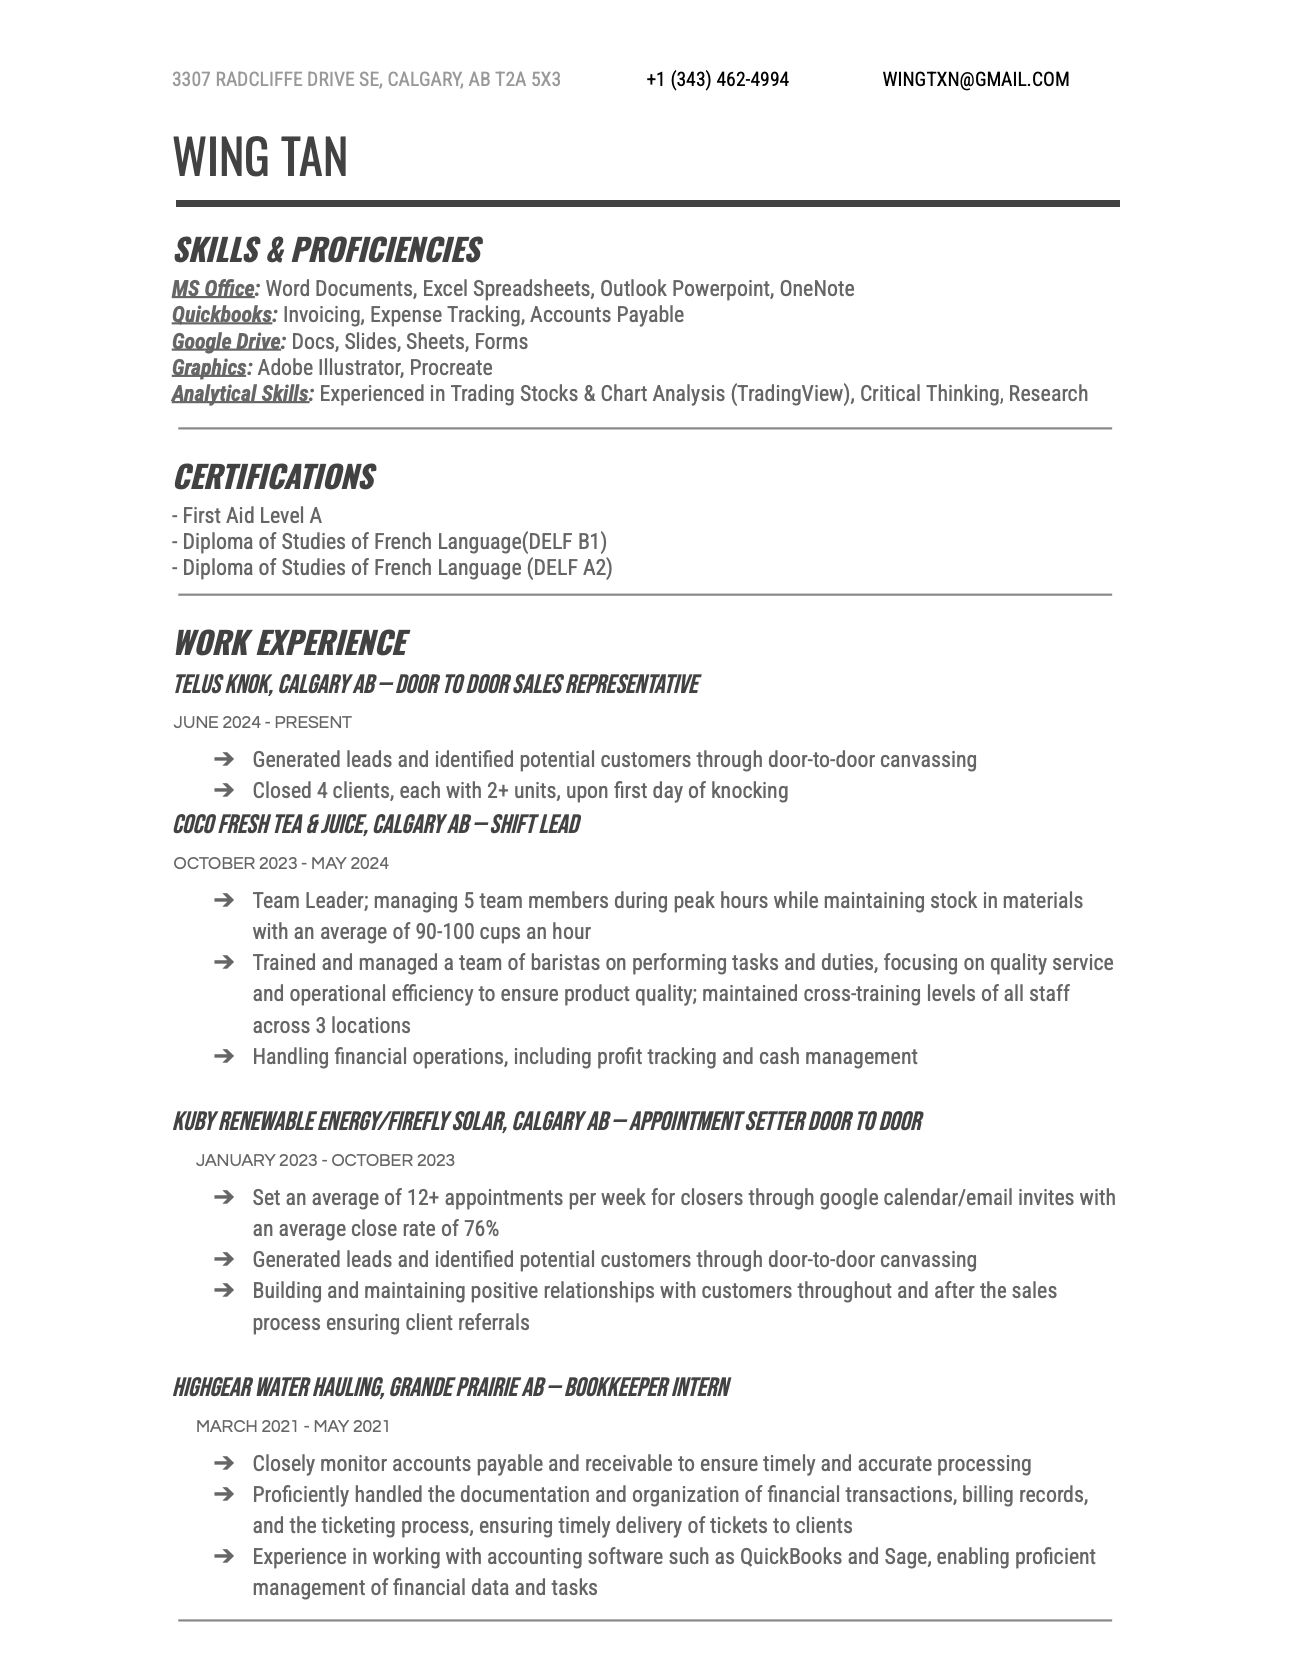 3307 RADCLIFFE DRIVE SE, CALGARY, AB T2A 5X3 +1 (343) 462-4994 WINGTXN@GMAIL.COM
WING TAN
SKILLS & PROFICIENCIES
MS Office: Word Documents, Excel Spreadsheets, Outlook Powerpoint, OneNote
Quickbooks: Invoicing, Expense Tracking, Accounts Payable
Google Drive: Docs, Slides, Sheets, Forms
Graphics: Adobe Illustrator, Procreate
Analytical Skills: Experienced in Trading Stocks & Chart Analysis (TradingView), Critical Thinking, Research
CERTIFICATIONS
- First Aid Level A
- Diploma of Studies of French Language(DELF B1)
- Diploma of Studies of French Language (DELF A2)
WORK EXPERIENCE
TELUS KNOK, CALGARY AB — DOOR TO DOOR SALES REPRESENTATIVE
JUNE 2024 - PRESENT
➔ Generated leads and identified potential customers through door-to-door canvassing
➔ Closed 4 clients, each with 2+ units, upon first day of knocking
COCO FRESH TEA & JUICE, CALGARY AB — SHIFT LEAD
OCTOBER 2023 - MAY 2024
➔ Team Leader; managing 5 team members during peak hours while maintaining stock in materials
with an average of 90-100 cups an hour
➔ Trained and managed a team of baristas on performing tasks and duties, focusing on quality service
and operational efficiency to ensure product quality; maintained cross-training levels of all staff
across 3 locations
➔ Handling financial operations, including profit tracking and cash management
KUBY RENEWABLE ENERGY/FIREFLY SOLAR, CALGARY AB — APPOINTMENT SETTER DOOR TO DOOR
JANUARY 2023 - OCTOBER 2023
➔ Set an average of 12+ appointments per week for closers through google calendar/email invites with
an average close rate of 76%
➔ Generated leads and identified potential customers through door-to-door canvassing
➔ Building and maintaining positive relationships with customers throughout and after the sales
process ensuring client referrals
HIGHGEAR WATER HAULING, GRANDE PRAIRIE AB — BOOKKEEPER INTERN
MARCH 2021 - MAY 2021
➔ Closely monitor accounts payable and receivable to ensure timely and accurate processing
➔ Proficiently handled the documentation and organization of financial transactions, billing records,
and the ticketing process, ensuring timely delivery of tickets to clients
➔ Experience in working with accounting software such as QuickBooks and Sage, enabling proficient
management of financial data and tasks